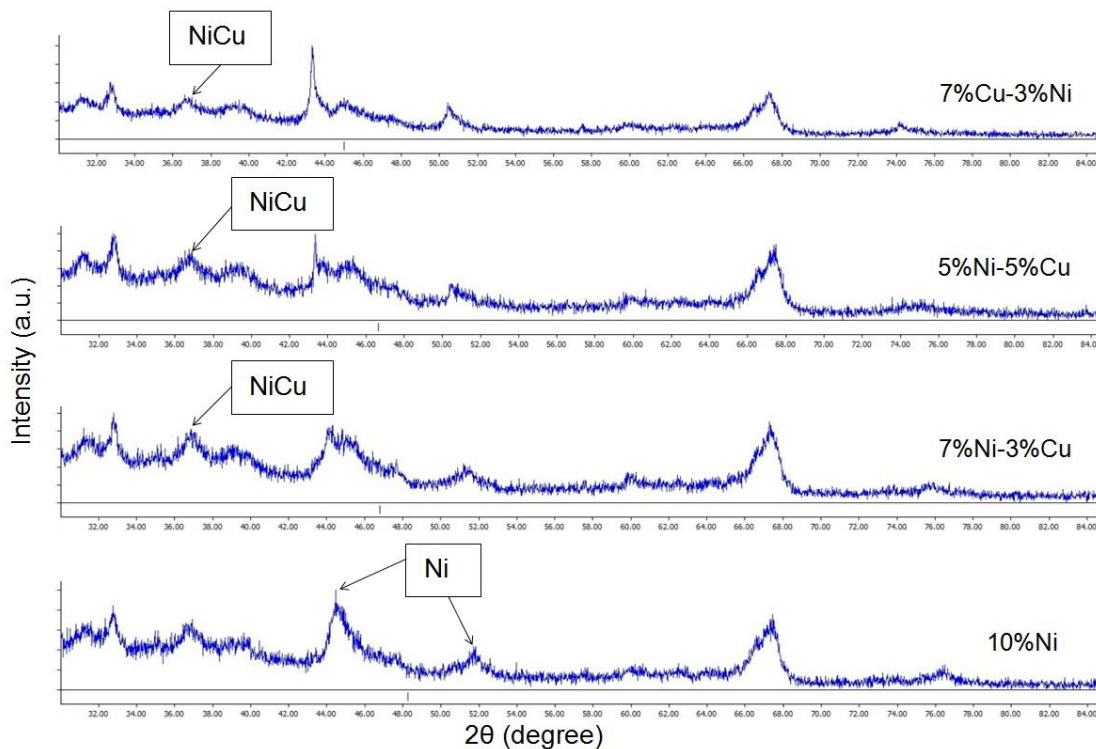 NiCu
7%Cu-3%Ni
32.00 34.00 36.00 38.00 40.00 42.00 44.00 46.00 48.00 50.00 52.00 54.00 56.00 58.00 60.00 62.00 64.00 66.00 68.00 70.00 72.00 74.00 76.00 78.00 80.00 82.00 84.00
NiCu
5%Ni-5%Cu
32.00 34.00 36.00 38.00 40.00 42.00 44.00 46.00 48.00 50.00 52.00 54.00 56.00 58.00 60.00 62.00 64.00 66.00 68.00 70.00 72.00 74.00 76.00 78.00 80.00 82.00 84.00
Intensity (a.u.)
NiCu
7%Ni-3%Cu
32.00 34.00 36.00 38.00 40.00 42.00 44.00 46.00 48.00 50.00 52.00 54.00 56.00 58.00 60.00 62.00 64.00 66.00 68.00 70.00 72.00 74.00 76.00 78.00 80.00 82.00 84.00
Ni
10%Ni
32.00 34.00 36.00 38.00 40.00 42.00 44.00 46.00 48.00 50.00 52.00 54.00 56.00 58.00 60.00 62.00 64.00 66.00 68.00 70.00 72.00 74.00 76.00 78.00 80.00 82.00 84.00
2θ (degree)